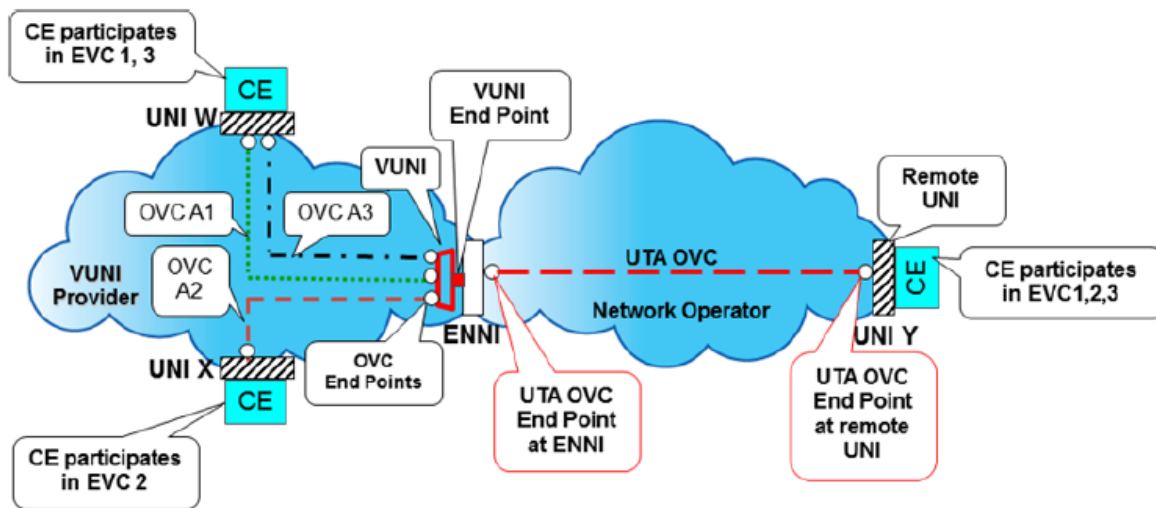 CE participates
in EVC 1, 3
CE
UNI W
VUNI
End Point
VUNI
Remote
UNI
OVC A1
OVC A3
OVC
A2
VUNI
Provider
UTA OVC
CE
CE participates
in EVC1,2,3
Network Operator
ENNI
UNI Y
UNI X
OVC
End Points
CE
UTA OVC
End Point
at ENNI
UTA OVC
End Point
at remote
UNI
CE participates
in EVC 2